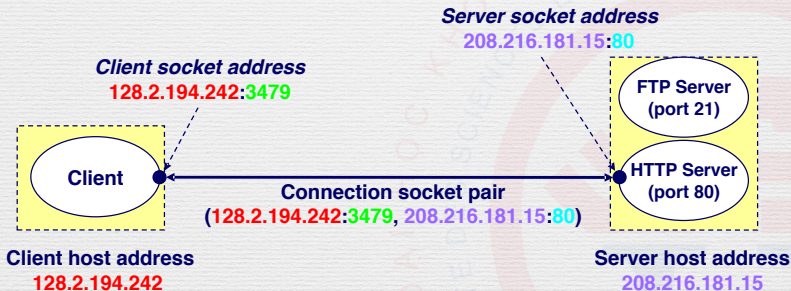 Server socket address
208.216.181.15:80
Client socket address
128.2.194.242:3479
FTP Server
(port 21)
Client
HTTP Server
(port 80)
Connection socket pair
(128.2.194.242:3479, 208.216.181.15:80)
Client host address
128.2.194.242
Server host address
208.216.181.15